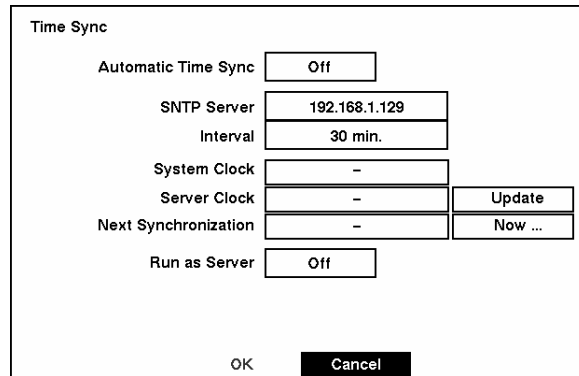 Time Sync
Automatic Time Sync Off
SNTP Server 192.168.1.129
Interval 30 min.
System Clock –
Server Clock – Update
Next Synchronization – Now ...
Run as Server Off
OK Cancel